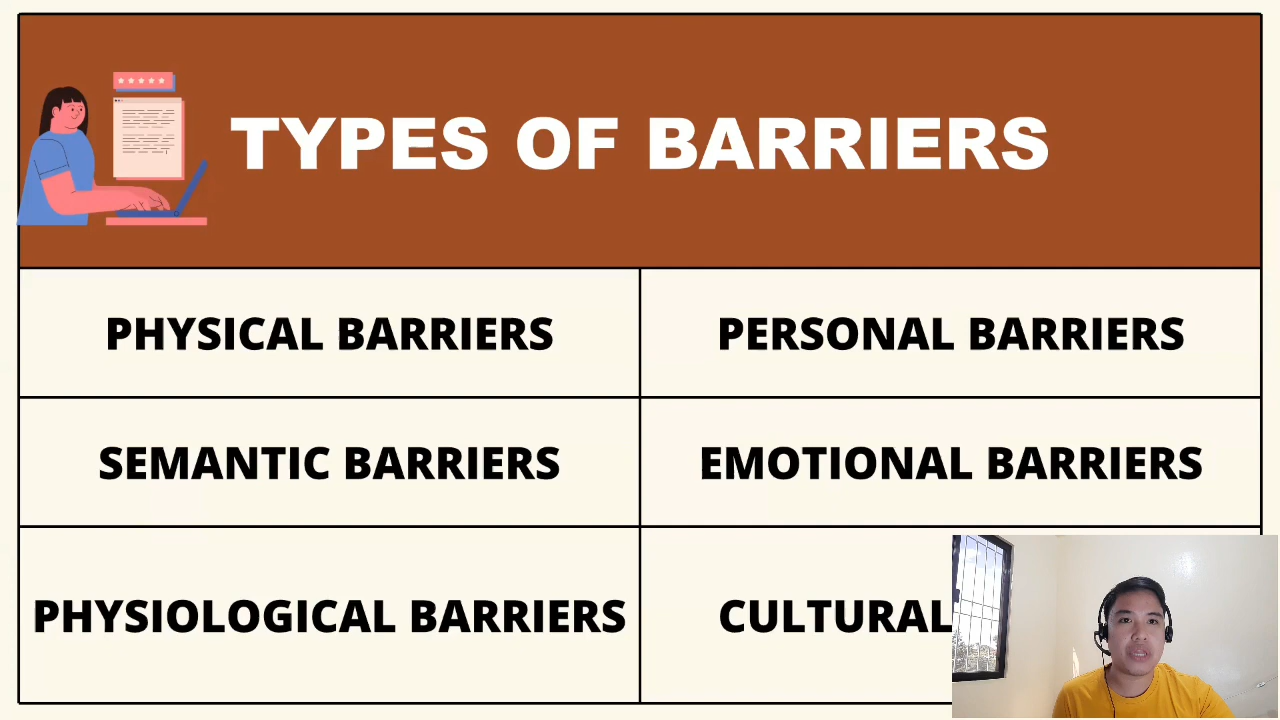 TYPES OF BARRIERS
PHYSICAL BARRIERS
PERSONAL BARRIERS
SEMANTIC BARRIERS
EMOTIONAL BARRIERS
PHYSIOLOGICAL BARRIERS
CULTURAL